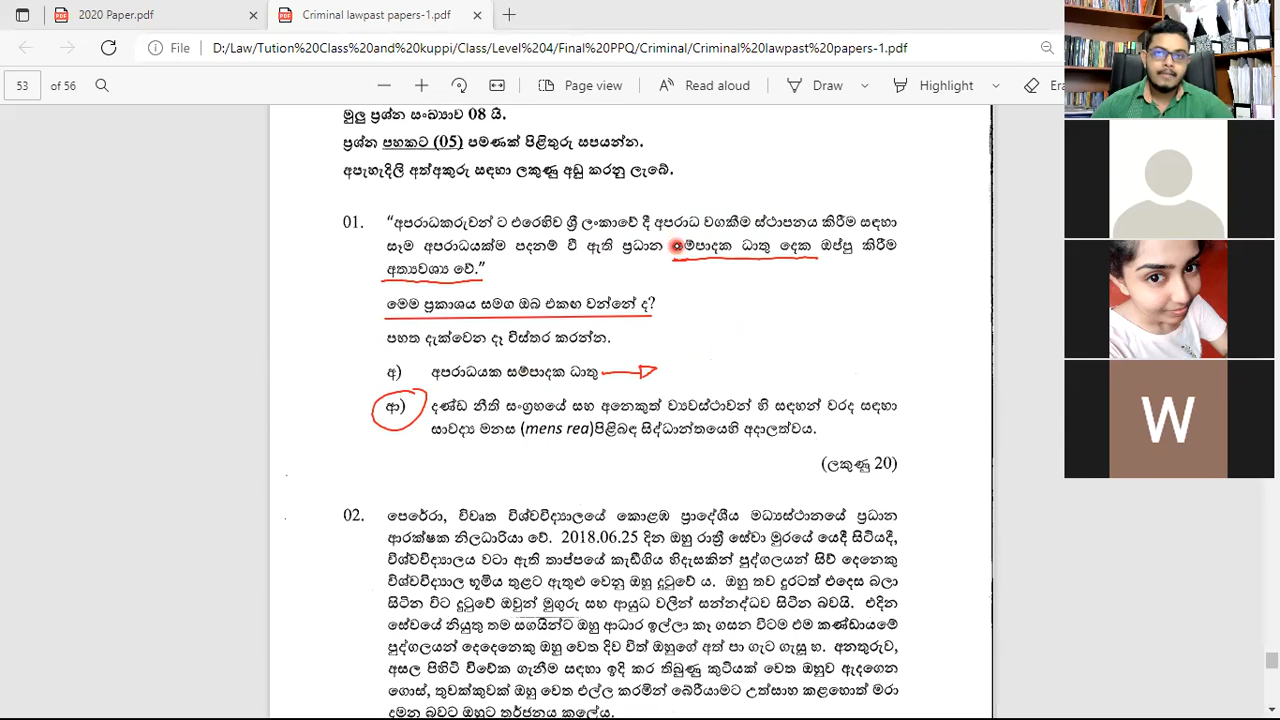 2020 Paper.pdf
Criminal lawpast papers-1.pdf
File
D:/Law/Tution%20Class%20and%20kuppi/Class/Level%204/Final%20PPQ/Criminal/Criminal%20lawpast%20papers-1.pdf
53 of 56
Page view
Read aloud
Draw
Highlight
Era
මුලු ප්‍රශ්න සංඛ්‍යාව 08 යි.
ප්‍රශ්න පහකට (05) පමණක් පිළිතුරු සපයන්න.
අපැහැදිලි අත්අකුරු සඳහා ලකුණු අඩු කරනු ලැබේ.
01. "අපරාධකරුවන් ට එරෙහිව ශ්‍රී ලංකාවේ දී අපරාධ වගකීම ස්ථාපනය කිරීම සඳහා
සෑම අපරාධයක්ම පදනම් වී ඇති ප්‍රධාන සම්පාදක ධාතු දෙක ඔප්පු කිරීම
අත්‍යවශ්‍ය වේ."
මෙම ප්‍රකාශය සමග ඔබ එකඟ වන්නේ ද?
පහත දැක්වෙන දෑ විස්තර කරන්න.
අ) අපරාධයක සම්පාදක ධාතු
ආ) දණ්ඩ නීති සංග්‍රහයේ සහ අනෙකුත් ව්‍යවස්ථාවන් හි සඳහන් වරද සඳහා
සාවද්‍ය මනස (mens rea)පිළිබඳ සිද්ධාන්තයෙහි අදාලත්වය.
(ලකුණු 20)
02. පෙරේරා, විවෘත විශ්වවිද්‍යාලයේ කොළඹ ප්‍රාදේශීය මධ්‍යස්ථානයේ ප්‍රධාන
ආරක්ෂක නිලධාරියා වේ. 2018.06.25 දින ඔහු රාත්‍රී සේවා මුරයේ යෙදී සිටියදී,
විශ්වවිද්‍යාලය වටා ඇති තාප්පයේ කැඩීගිය හිදැසකින් පුද්ගලයන් සිව් දෙනෙකු
විශ්වවිද්‍යාල භූමිය තුළට ඇතුළු වෙනු ඔහු දුටුවේ ය. ඔහු තව දුරටත් එදෙස බලා
සිටින විට දුටුවේ ඔවුන් මුගුරු සහ ආයුධ වලින් සන්නද්ධව සිටින බවයි. එදින
සේවයේ නියුතු තම සගයින්ට ඔහු ආධාර ඉල්ලා කෑ ගසන විටම එම කණ්ඩායමේ
පුද්ගලයන් දෙදෙනෙකු ඔහු වෙත දිව විත් ඔහුගේ අත් පා ගැට ගැසූ හ. අනතුරුව,
අසල පිහිටි විවේක ගැනීම සඳහා ඉදි කර තිබුණු කුටියක් වෙත ඔහුව ඇදගෙන
ගොස්, තුවක්කුවක් ඔහු වෙත එල්ල කරමින් බේරීයාමට උත්සාහ කළහොත් මරා
දමන බවට ඔහුට තර්ජනය කලේය.
W